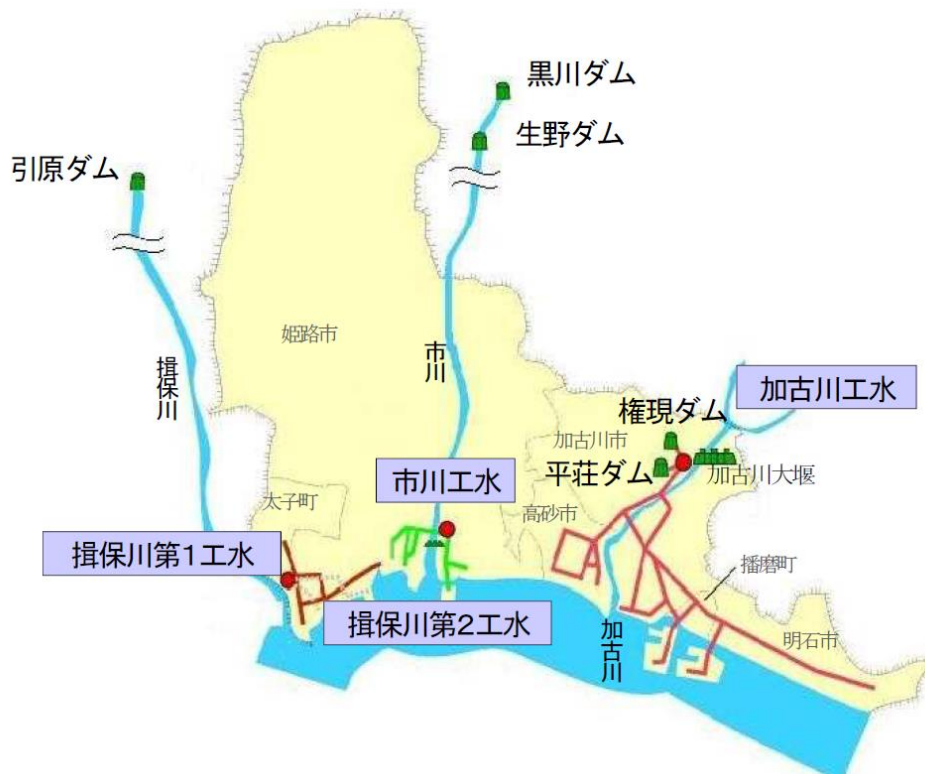 黒川ダム
生野ダム
引原ダム
姫路市
市川
揖保川
加古川工水
権現ダム
加古川市
平荘ダム
加古川大堰
市川工水
太子町
高砂市
揖保川第1工水
播磨町
揖保川第2工水
加古川
明石市